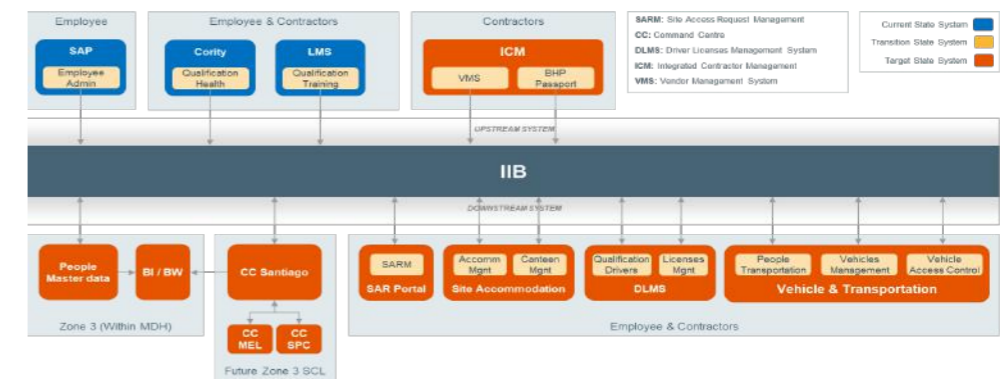 Employee
Employee & Contractors
Contractors
SARM: Site Access Request Management
CC: Command Centre
DLMS: Driver Licenses Management System
ICM: Integrated Contractor Management
VMS: Vendor Management System
Current State System
Transition State System
Target State System
SAP
Employee
Admin
Cority
Qualification
Health
LMS
Qualification
Training
ICM
VMS
BHP
Passport
UPSTREAM SYSTEM
IIB
DOWNSTREAM SYSTEM
People
Master data
BI / BW
CC Santiago
CC
MEL
CC
SPC
Zone 3 (Within MDH)
Future Zone 3 SCL
SARM
SAR Portal
Accomm
Mgnt
Canteen
Mgnt
Site Accommodation
Qualification
Drivers
Licenses
Mgnt
DLMS
People
Transportation
Vehicles
Management
Vehicle
Access Control
Vehicle & Transportation
Employee & Contractors